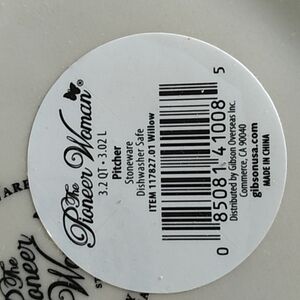 The
Pioneer Woman®
3.2 QT - 3.02 L
Pitcher
Stoneware
Dishwasher Safe
ITEM 117827.01 Willow
0 85081 41008 5
Distributed by Gibson Overseas Inc.
Commerce, CA 90040
gibsonusa.com
MADE IN CHINA
The